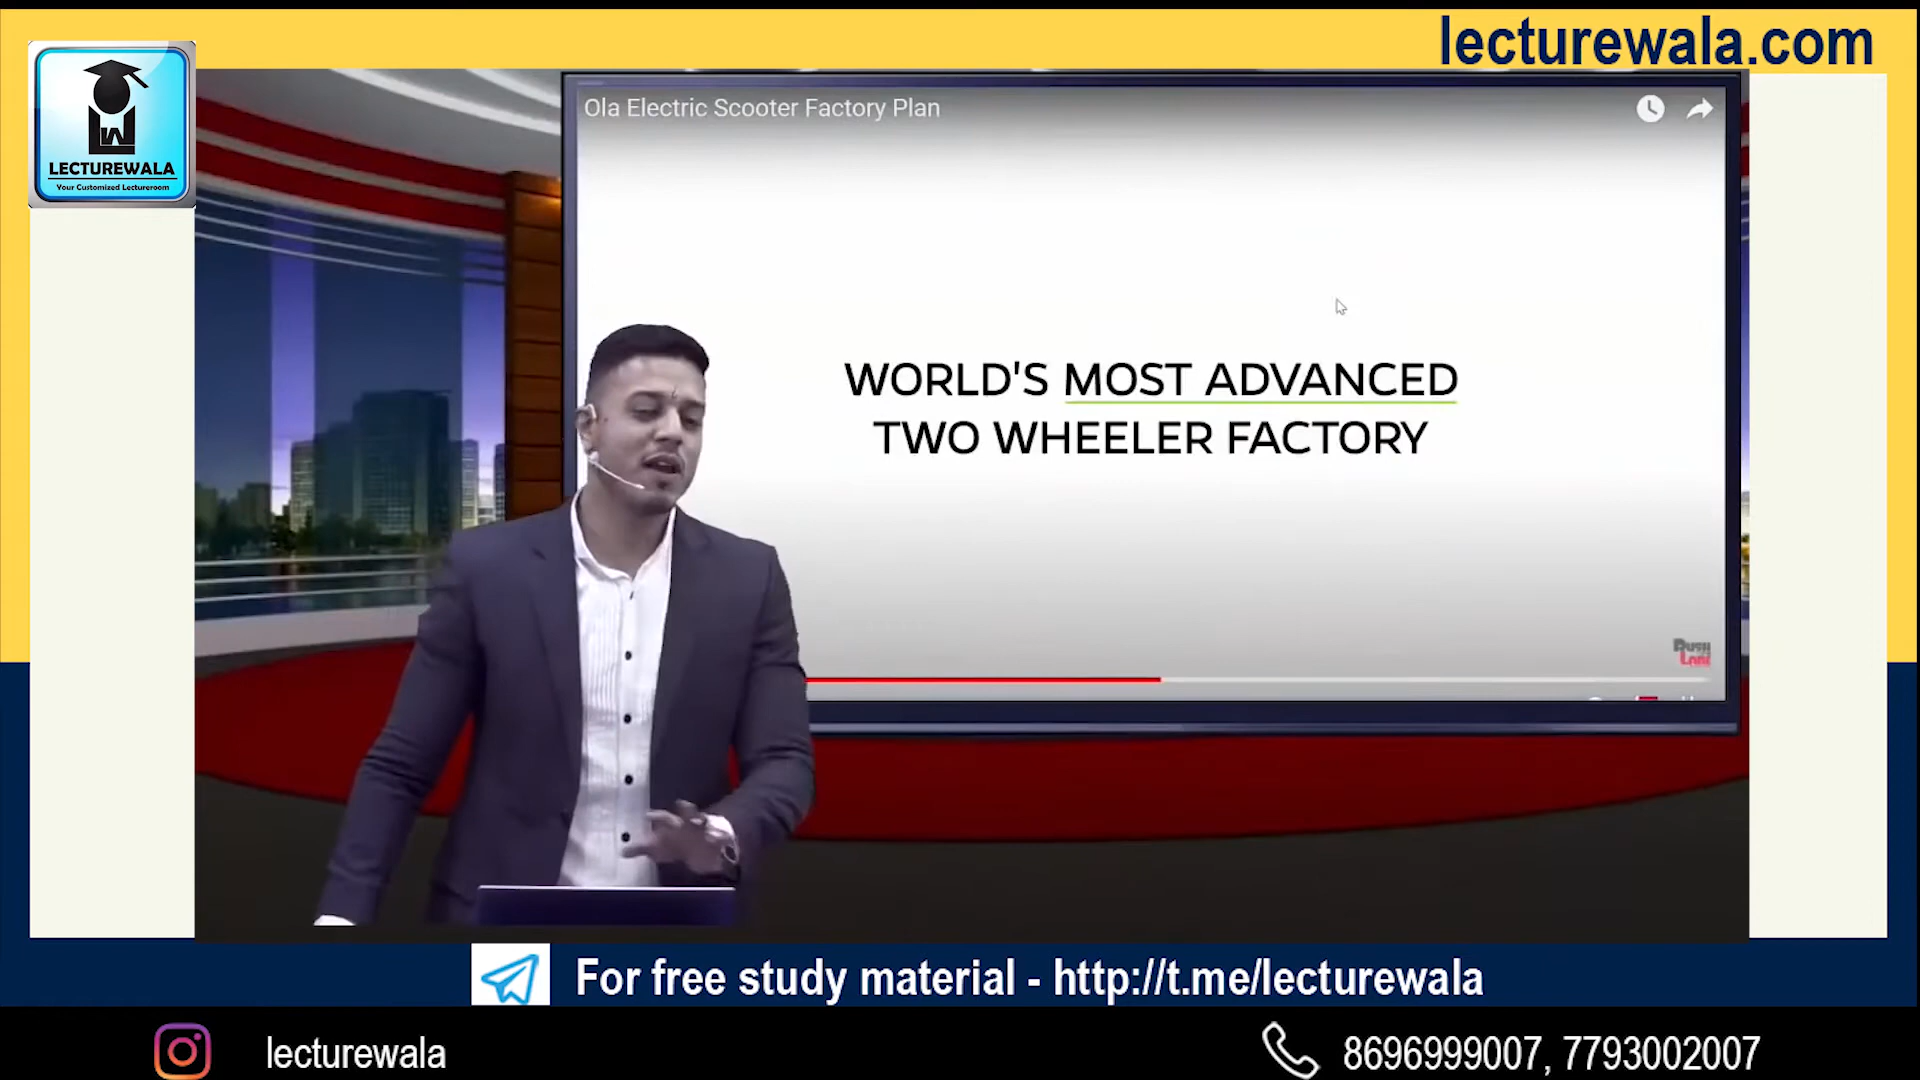 lecturewala.com
LECTUREWALA
Your Customized Lectureroom
Ola Electric Scooter Factory Plan
WORLD'S MOST ADVANCED
TWO WHEELER FACTORY
For free study material - http://t.me/lecturewala
lecturewala
8696999007, 7793002007